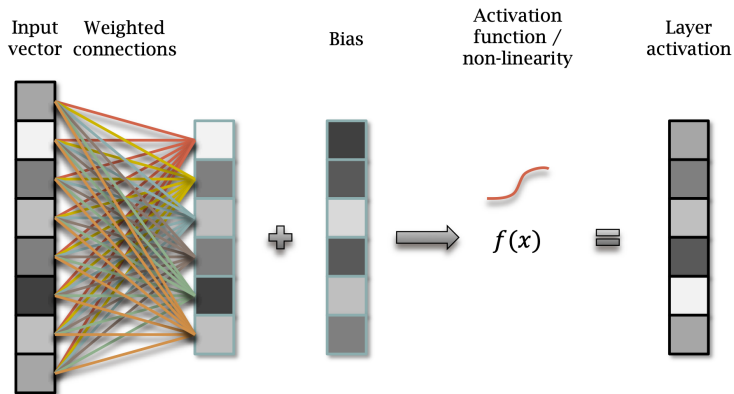 Input
vector
Weighted
connections
Bias
Activation
function /
non-linearity
Layer
activation
f(x)